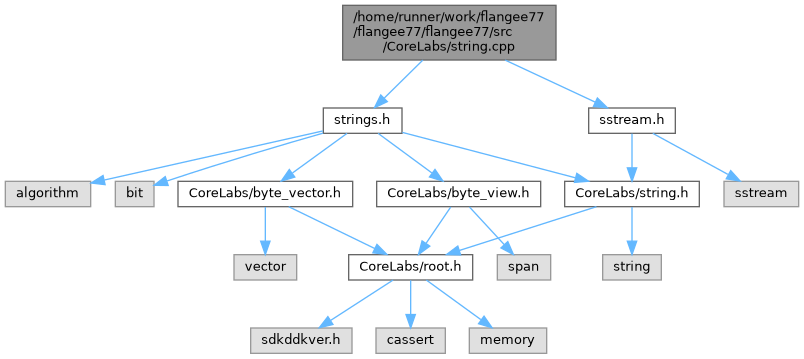 /home/runner/work/flangee77
/flangee77/flangee77/src
/CoreLabs/string.cpp
strings.h
sstream.h
algorithm
bit
CoreLabs/byte_vector.h
CoreLabs/byte_view.h
CoreLabs/string.h
sstream
vector
CoreLabs/root.h
span
string
sdkddkver.h
cassert
memory